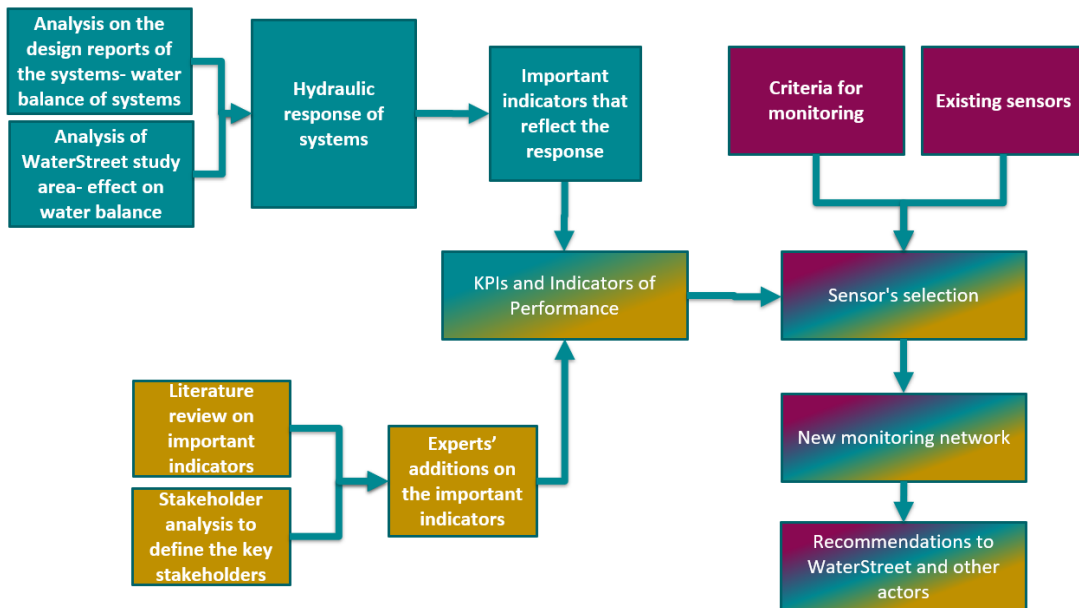 Analysis on the
design reports of
the systems- water
balance of systems
Analysis of
WaterStreet study
area- effect on
water balance
Hydraulic
response of
systems
Important
indicators that
reflect the
response
Criteria for
monitoring
Existing sensors
KPIs and Indicators of
Performance
Sensor's selection
Literature
review on
important
indicators
Stakeholder
analysis to
define the key
stakeholders
Experts’
additions on
the important
indicators
New monitoring network
Recommendations to
WaterStreet and other
actors